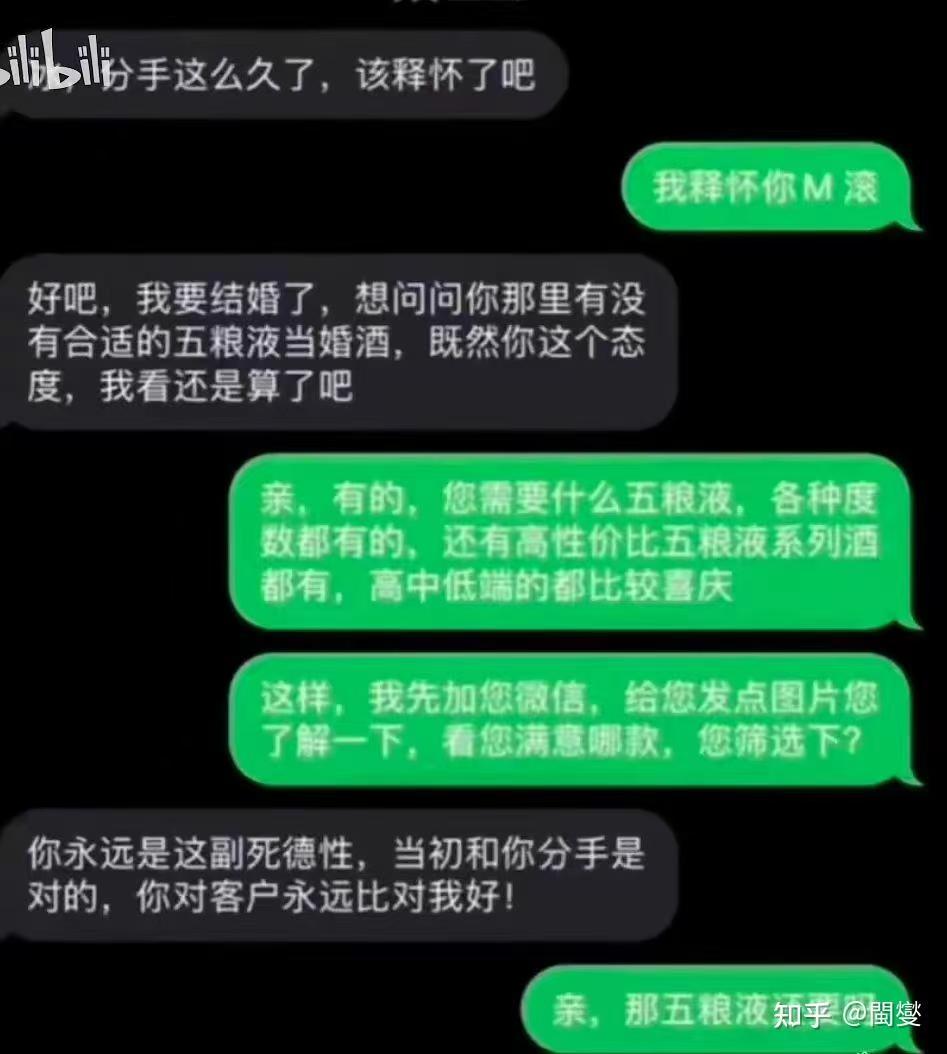 bilibili
分手这么久了，该释怀了吧
我释怀你M 滚
好吧，我要结婚了，想问问你那里有没
有合适的五粮液当婚酒，既然你这个态
度，我看还是算了吧
亲，有的，您需要什么五粮液，各种度
数都有的，还有高性价比五粮液系列酒
都有，高中低端的都比较喜庆
这样，我先加您微信，给您发点图片您
了解一下，看您满意哪款，您筛选下？
你永远是这副死德性，当初和你分手是
对的，你对客户永远比对我好！
亲，那五粮液还要吗
知乎 @閶燮